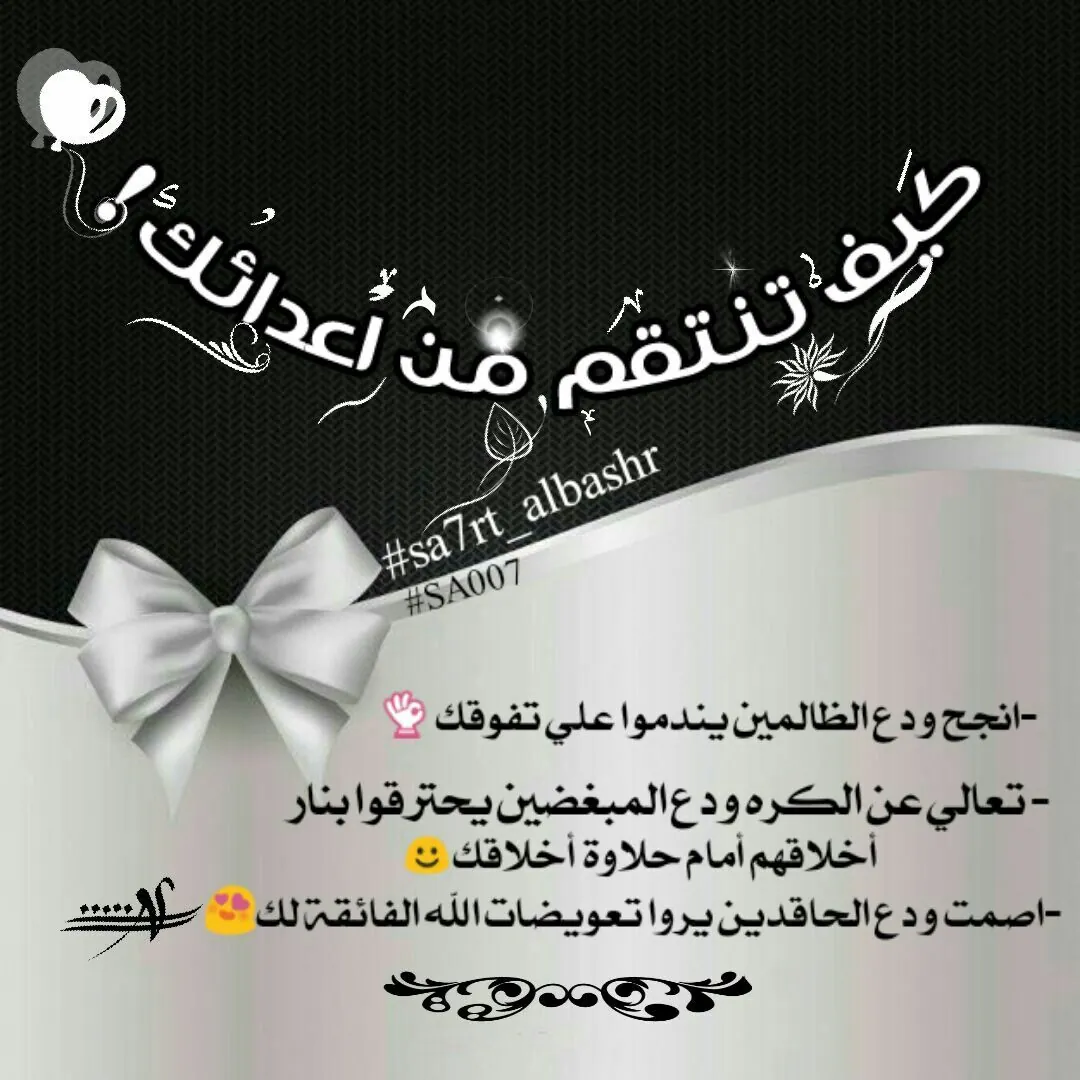 كيف تنتقم من اعدائك!
#sa7rt_albashr
#SA007
-انجح ودع الظالمين يندموا علي تفوقك 👌
- تعالي عن الكره ودع المبغضين يحترقوا بنار
أخلاقهم أمام حلاوة أخلاقك 🙂
-اصمت ودع الحاقدين يروا تعويضات الله الفائقة لك 😍